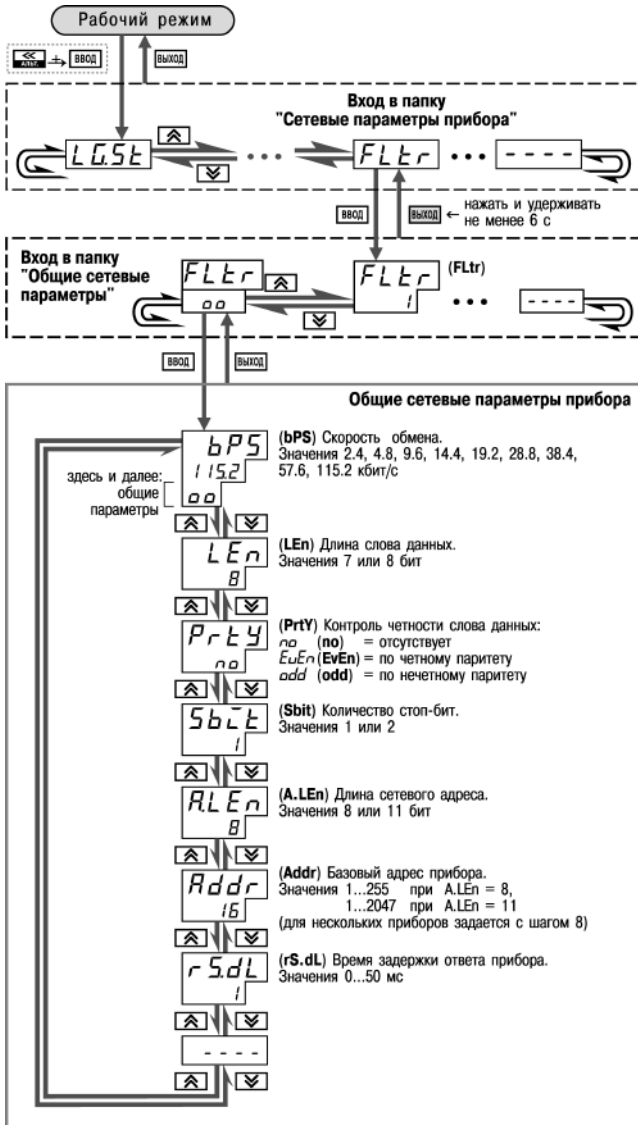 Рабочий режим
АЛЬТ. ВВОД ВЫХОД
Вход в папку
"Сетевые параметры прибора"
LG.St FLtr - - - -
ВВОД ВЫХОД нажать и удерживать
не менее 6 с
Вход в папку
"Общие сетевые
параметры"
FLtr
oo
FLtr (FLtr)
1
- - - -
ВВОД ВЫХОД
Общие сетевые параметры прибора
bPS
115.2
oo
(bPS) Скорость обмена.
Значения 2.4, 4.8, 9.6, 14.4, 19.2, 28.8, 38.4,
57.6, 115.2 кбит/с
здесь и далее:
общие
параметры
LEn
8
(LEn) Длина слова данных.
Значения 7 или 8 бит
PrtY
no
(PrtY) Контроль четности слова данных:
no (no) = отсутствует
EvEn (EvEn) = по четному паритету
odd (odd) = по нечетному паритету
Sbit
1
(Sbit) Количество стоп-бит.
Значения 1 или 2
A.LEn
8
(A.LEn) Длина сетевого адреса.
Значения 8 или 11 бит
Addr
16
(Addr) Базовый адрес прибора.
Значения 1...255 при A.LEn = 8,
1...2047 при A.LEn = 11
(для нескольких приборов задается с шагом 8)
rS.dL
1
(rS.dL) Время задержки ответа прибора.
Значения 0...50 мс
- - - -